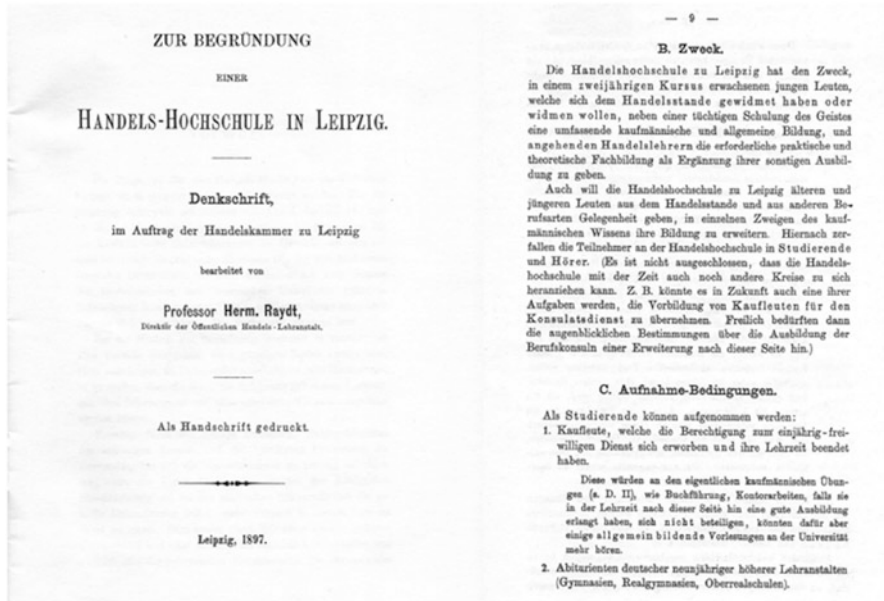 ZUR BEGRÜNDUNG
EINER
HANDELS-HOCHSCHULE IN LEIPZIG.
Denkschrift,
im Auftrag der Handelskammer zu Leipzig
bearbeitet von
Professor Herm. Raydt,
Direktor der Öffentlichen Handels-Lehranstalt.
Als Handschrift gedruckt.
Leipzig, 1897.
— 9 —
B. Zweck.
Die Handelshochschule zu Leipzig hat den Zweck,
in einem zweijährigen Kursus erwachsenen jungen Leuten,
welche sich dem Handelsstande gewidmet haben oder
widmen wollen, neben einer tüchtigen Schulung des Geistes
eine umfassende kaufmännische und allgemeine Bildung, und
angehenden Handelslehrern die erforderliche praktische und
theoretische Fachbildung als Ergänzung ihrer sonstigen Ausbil-
dung zu geben.
Auch will die Handelshochschule zu Leipzig älteren und
jüngeren Leuten aus dem Handelsstande und aus anderen Be-
rufsarten Gelegenheit geben, in einzelnen Zweigen des kauf-
männischen Wissens ihre Bildung zu erweitern. Hiernach zer-
fallen die Teilnehmer an der Handelshochschule in Studierende
und Hörer. (Es ist nicht ausgeschlossen, dass die Handels-
hochschule mit der Zeit auch noch andere Kreise zu sich
heranziehen kann. Z. B. könnte es in Zukunft auch eine ihrer
Aufgaben werden, die Vorbildung von Kaufleuten für den
Konsulatsdienst zu übernehmen. Freilich bedürften dann
die augenblicklichen Bestimmungen über die Ausbildung der
Berufskonsuln einer Erweiterung nach dieser Seite hin.)
C. Aufnahme-Bedingungen.
Als Studierende können aufgenommen werden:
1. Kaufleute, welche die Berechtigung zum einjährig-frei-
willigen Dienst sich erworben und ihre Lehrzeit beendet
haben.
Diese würden an den eigentlichen kaufmännischen Übun-
gen (s. D. II), wie Buchführung, Kontorarbeiten, falls sie
in der Lehrzeit nach dieser Seite hin eine gute Ausbildung
erlangt haben, sich nicht beteiligen, könnten dafür aber
einige allgemein bildende Vorlesungen an der Universität
mehr hören.
2. Abiturienten deutscher neunjähriger höherer Lehranstalten
(Gymnasien, Realgymnasien, Oberrealschulen).